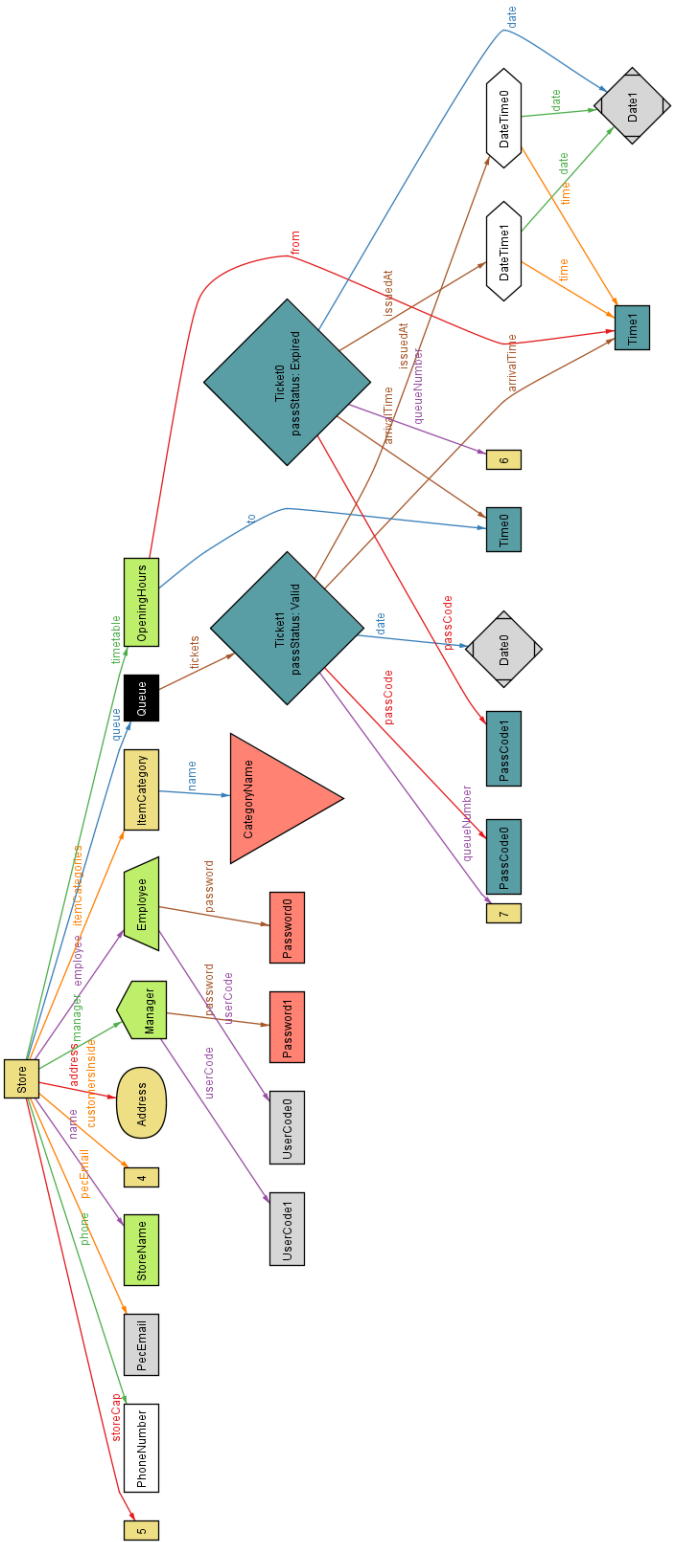 Store
storeCap
phone
pecEmail
name
customersInside
address
manager
employee
itemCategories
queue
timetable
5
PhoneNumber
PecEmail
StoreName
4
Address
Manager
Employee
ItemCategory
Queue
OpeningHours
userCode
password
userCode
password
name
tickets
to
from
UserCode1
UserCode0
Password1
Password0
CategoryName
Ticket1
passStatus: Valid
Ticket0
passStatus: Expired
queueNumber
passCode
date
passCode
arrivalTime
queueNumber
issuedAt
issuedAt
arrivalTime
date
7
PassCode0
PassCode1
Date0
Time0
6
DateTime1
DateTime0
time
time
date
date
Time1
Date1